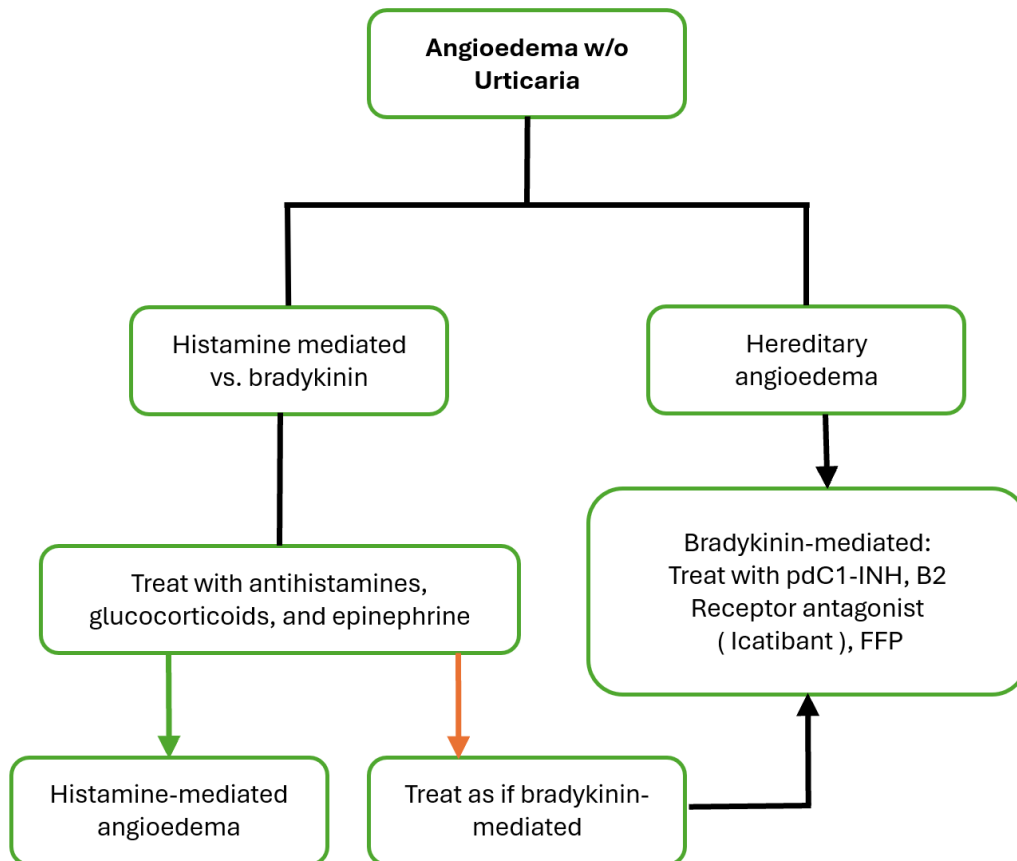 Angioedema w/o
Urticaria
Histamine mediated
vs. bradykinin
Hereditary
angioedema
Treat with antihistamines,
glucocorticoids, and epinephrine
Bradykinin-mediated:
Treat with pdC1-INH, B2
Receptor antagonist
( Icatibant ), FFP
Histamine-mediated
angioedema
Treat as if bradykinin-
mediated